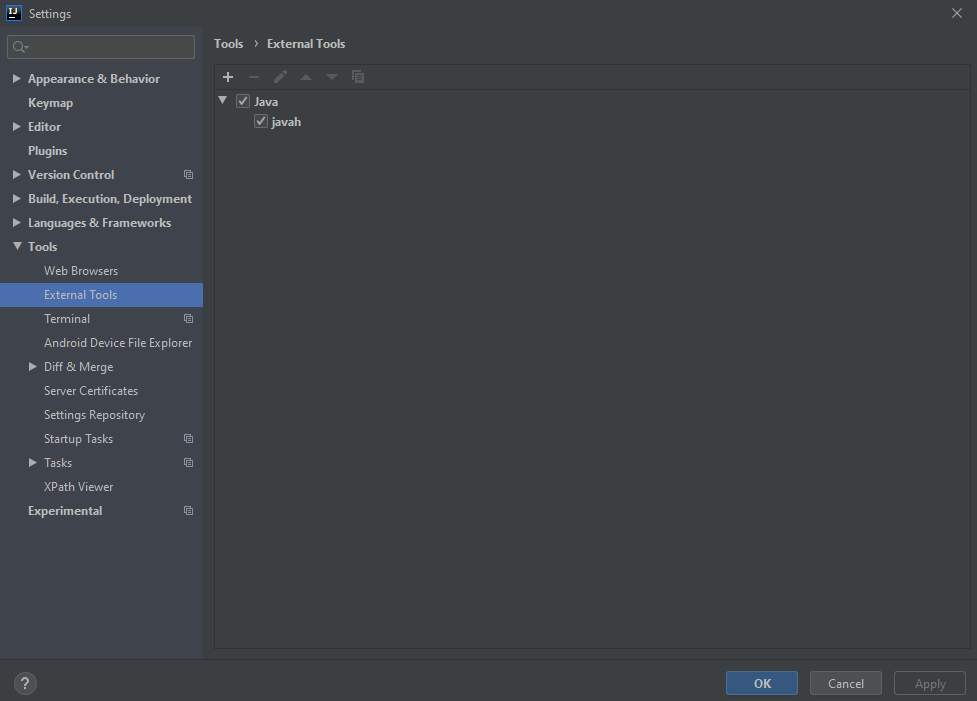 IJ
Settings
Tools › External Tools
Appearance & Behavior
Keymap
Editor
Plugins
Version Control
Build, Execution, Deployment
Languages & Frameworks
Tools
Web Browsers
External Tools
Terminal
Android Device File Explorer
Diff & Merge
Server Certificates
Settings Repository
Startup Tasks
Tasks
XPath Viewer
Experimental
Java
javah
?
OK
Cancel
Apply